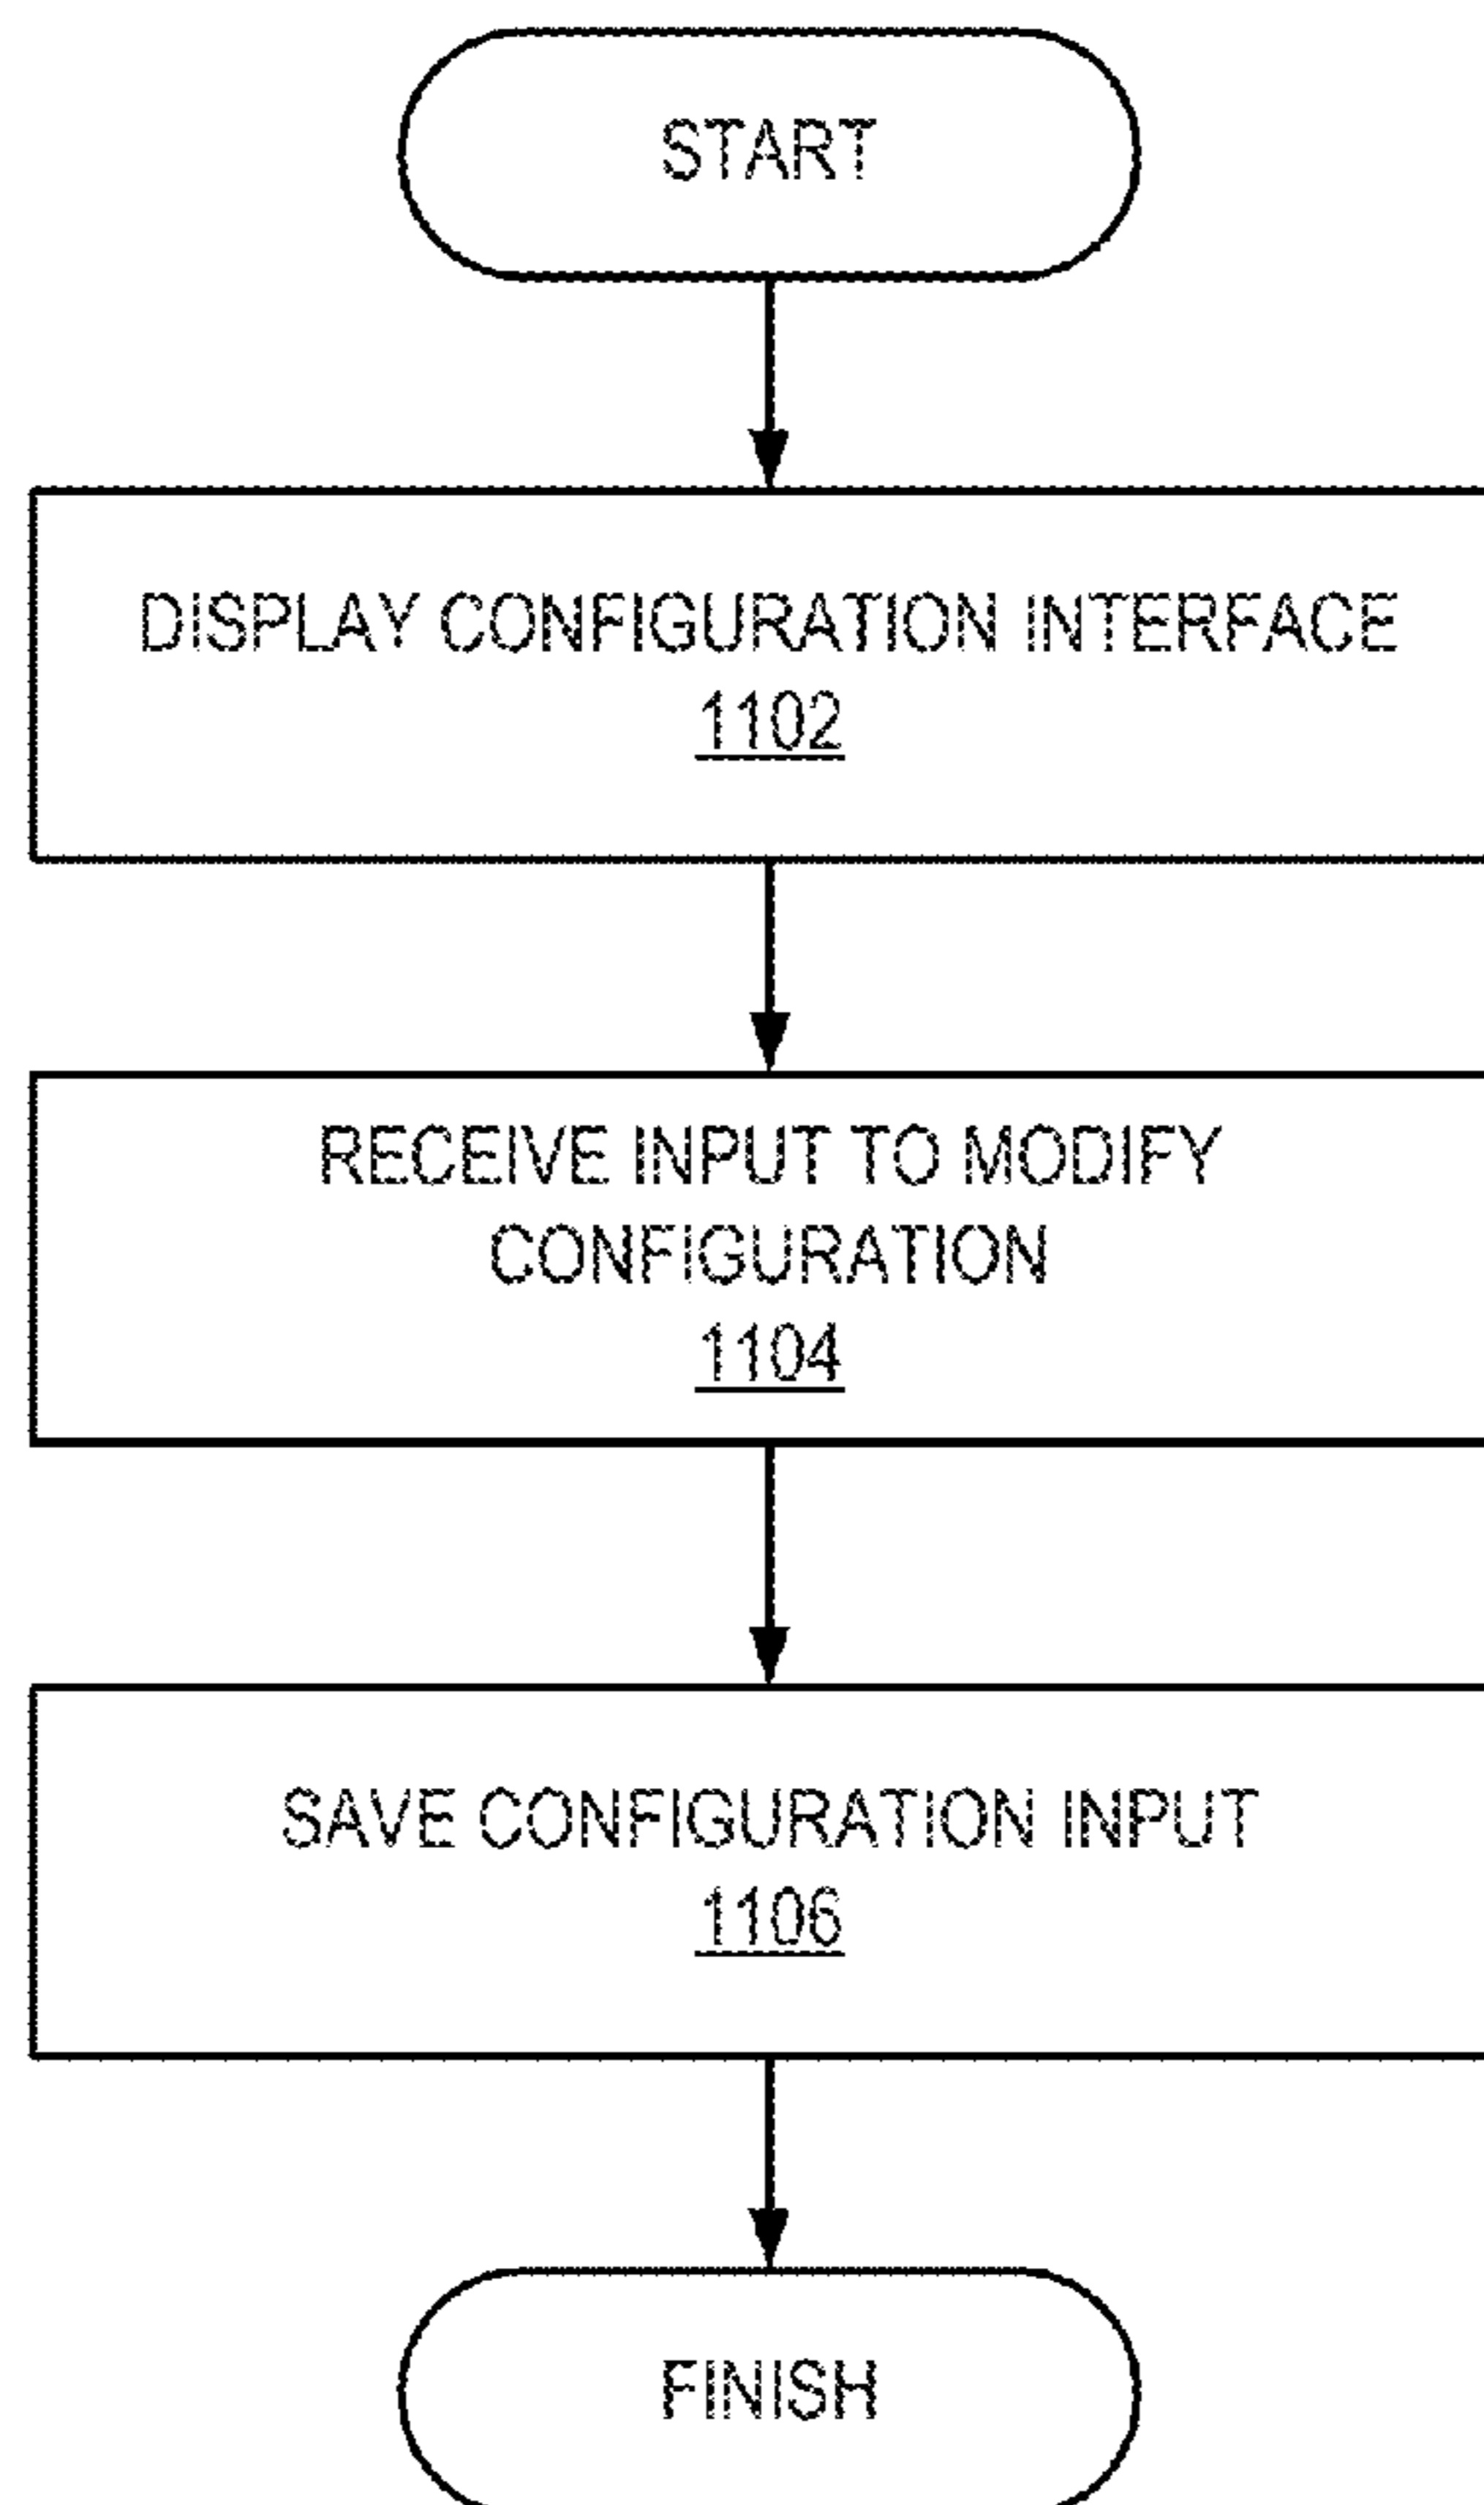 START
DISPLAY CONFIGURATION INTERFACE
1102
RECEIVE INPUT TO MODIFY
CONFIGURATION
1104
SAVE CONFIGURATION INPUT
1106
FINISH